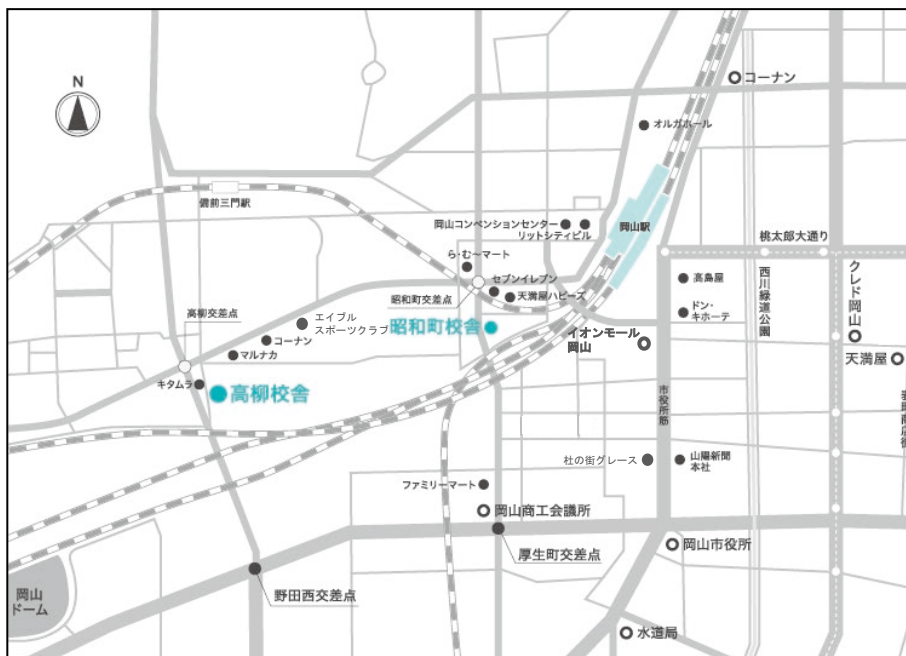 N
コーナン
オルガホール
備前三門駅
岡山コンベンションセンター
リットシティビル
岡山駅
桃太郎大通り
ら・む〜マート
セブンイレブン
天満屋ハピーズ
昭和町交差点
昭和町校舎
高島屋
ドン・
キホーテ
西川緑道公園
クレド岡山
天満屋
イオンモール
岡山
高柳交差点
エイブル
スポーツクラブ
コーナン
マルナカ
キタムラ
高柳校舎
市役所筋
杜の街グレース
山陽新聞
本社
ファミリーマート
岡山商工会議所
厚生町交差点
岡山市役所
野田西交差点
岡山
ドーム
水道局